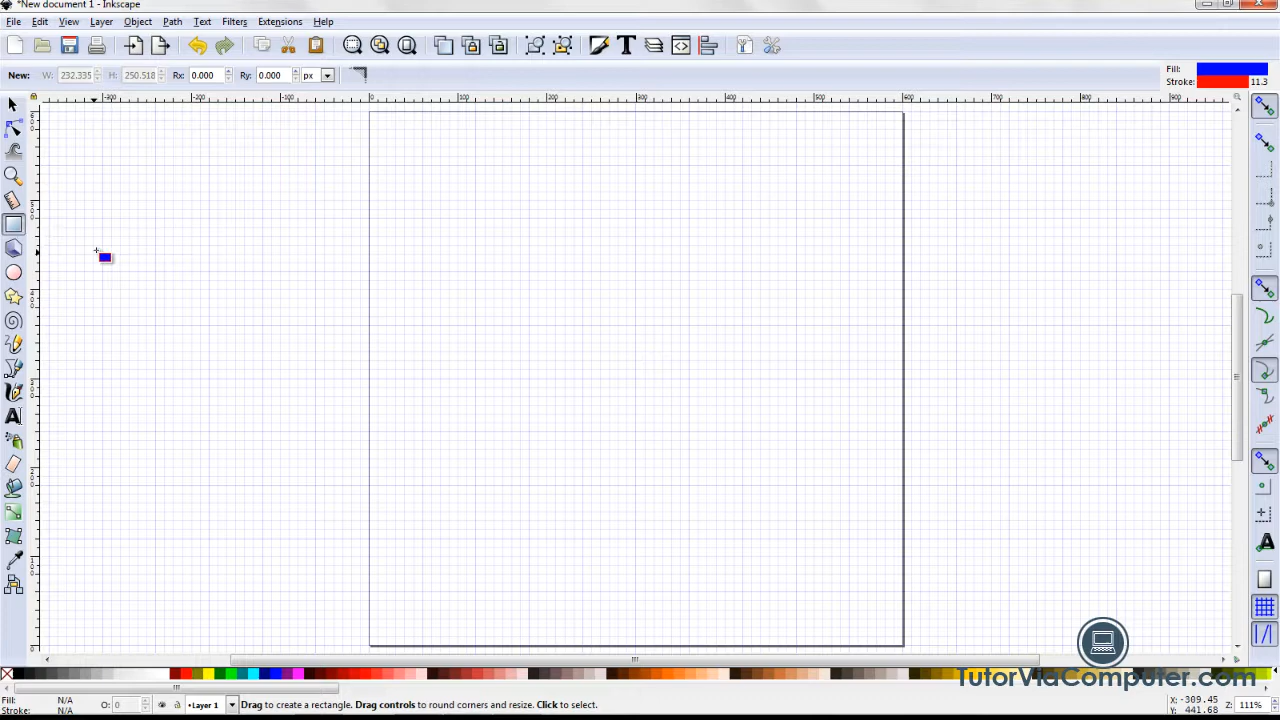 *New document 1 - Inkscape
File Edit View Layer Object Path Text Filters Extensions Help
New: W: 232.335 H: 250.518 Rx: 0.000 Ry: 0.000 px
Fill:
Stroke: 11.3
-300 -200 -100 0 100 200 300 400 500 600 700 800 900
TutorViaComputer.com
Fill: N/A
Stroke: N/A
O: 0
•Layer 1
Drag to create a rectangle. Drag controls to round corners and resize. Click to select.
X: -309.45
Y: 441.68
Z: 111%